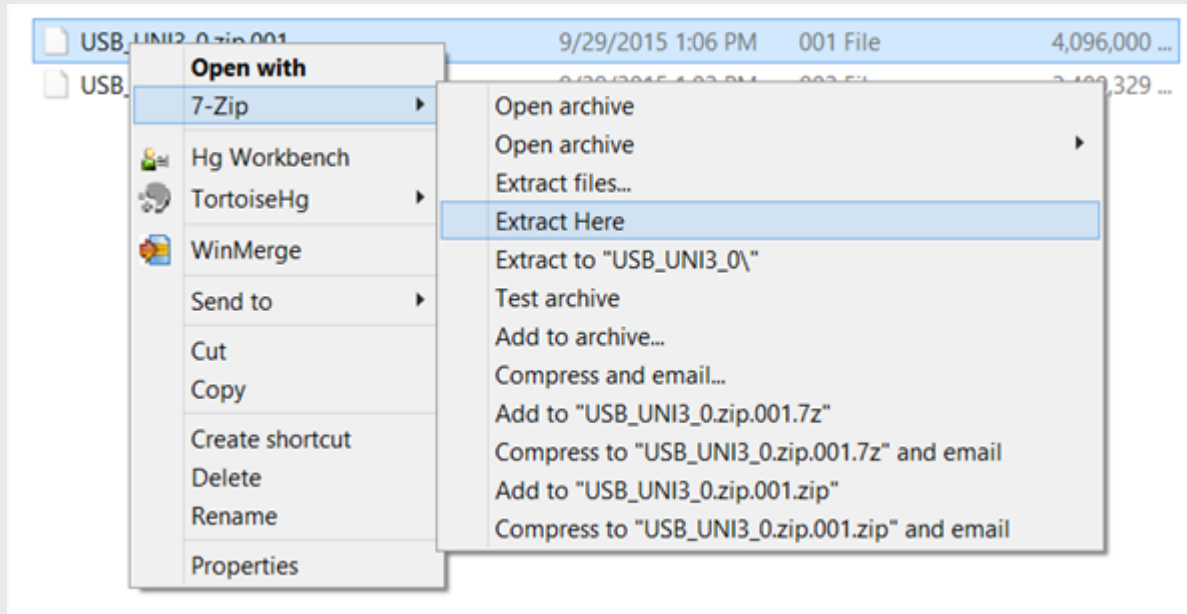 USB_UNI3_0.zip.001 9/29/2015 1:06 PM 001 File 4,096,000 ...
USB_ ,329 ...
Open with
7-Zip
Hg Workbench
TortoiseHg
WinMerge
Send to
Cut
Copy
Create shortcut
Delete
Rename
Properties
Open archive
Open archive
Extract files...
Extract Here
Extract to "USB_UNI3_0\"
Test archive
Add to archive...
Compress and email...
Add to "USB_UNI3_0.zip.001.7z"
Compress to "USB_UNI3_0.zip.001.7z" and email
Add to "USB_UNI3_0.zip.001.zip"
Compress to "USB_UNI3_0.zip.001.zip" and email